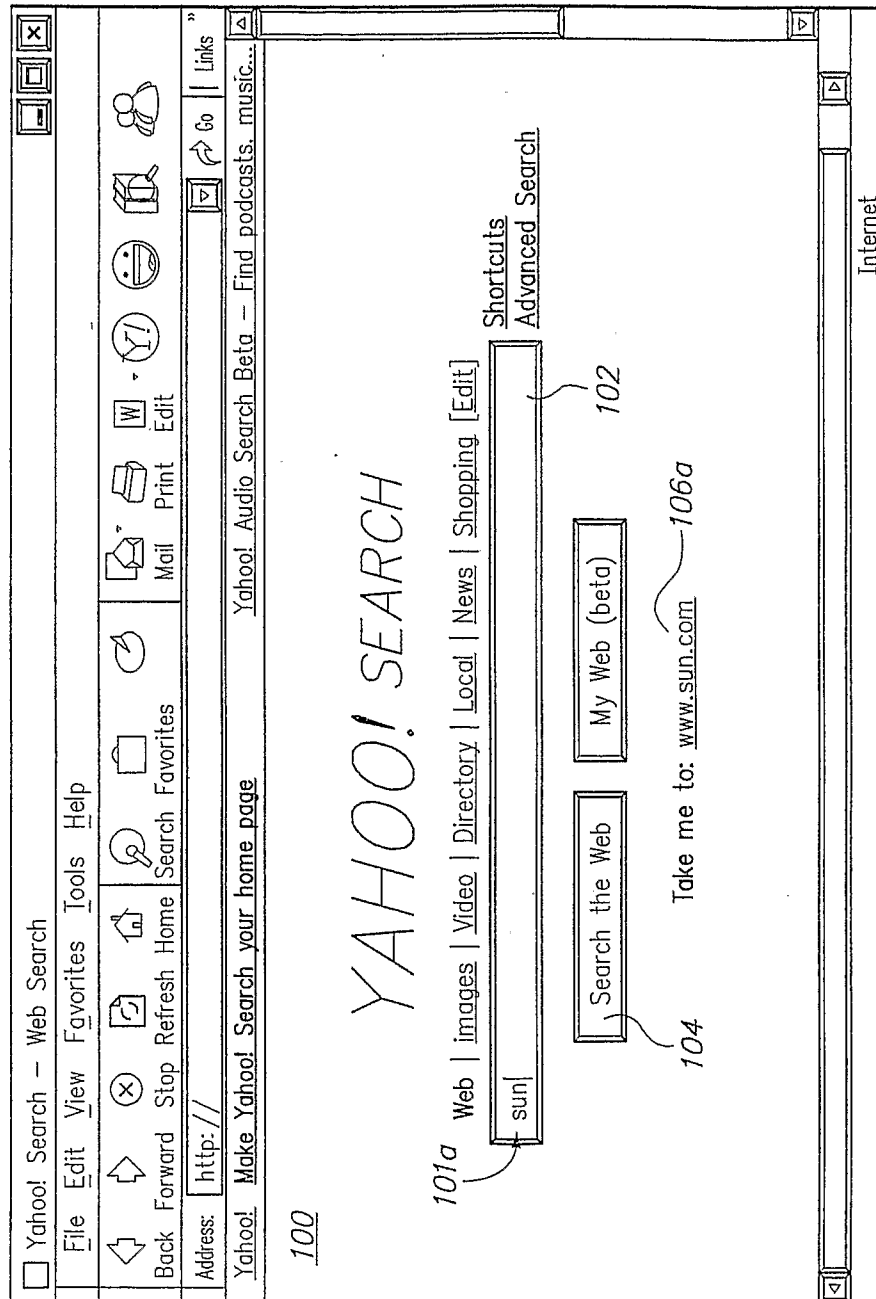 Yahoo! Search — Web Search
File Edit View Favorites Tools Help
Back Forward Stop Refresh Home Search Favorites Mail Print Edit
W Y!
Address: http:// Go Links »
Yahoo! Make Yahoo! Search your home page Yahoo! Audio Search Beta — Find podcasts, music...
100
YAHOO! SEARCH
Web | images | Video | Directory | Local | News | Shopping [Edit]
101a
sun
Shortcuts
Advanced Search
102
Search the Web My Web (beta)
104
Take me to: www.sun.com 106a
Internet